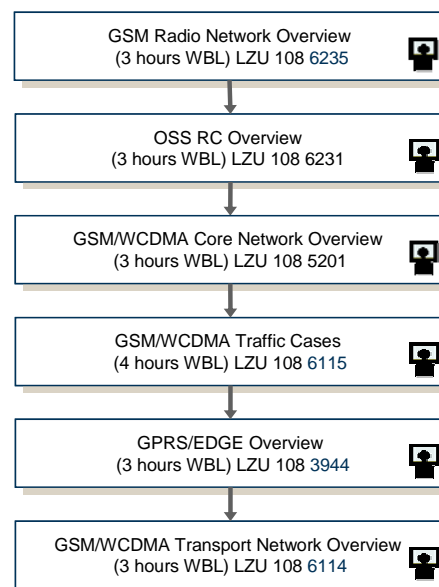 GSM Radio Network Overview
(3 hours WBL) LZU 108 6235
OSS RC Overview
(3 hours WBL) LZU 108 6231
GSM/WCDMA Core Network Overview
(3 hours WBL) LZU 108 5201
GSM/WCDMA Traffic Cases
(4 hours WBL) LZU 108 6115
GPRS/EDGE Overview
(3 hours WBL) LZU 108 3944
GSM/WCDMA Transport Network Overview
(3 hours WBL) LZU 108 6114